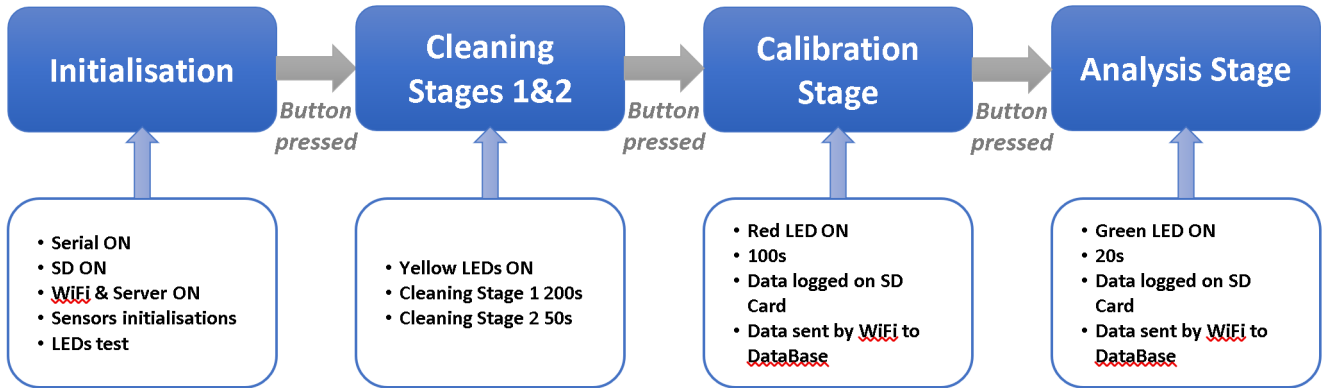 Initialisation
Button
pressed
Cleaning
Stages 1&2
Button
pressed
Calibration
Stage
Button
pressed
Analysis Stage
• Serial ON
• SD ON
• WiFi & Server ON
• Sensors initialisations
• LEDs test
• Yellow LEDs ON
• Cleaning Stage 1 200s
• Cleaning Stage 2 50s
• Red LED ON
• 100s
• Data logged on SD
Card
• Data sent by WiFi to
DataBase
• Green LED ON
• 20s
• Data logged on SD
Card
• Data sent by WiFi to
DataBase